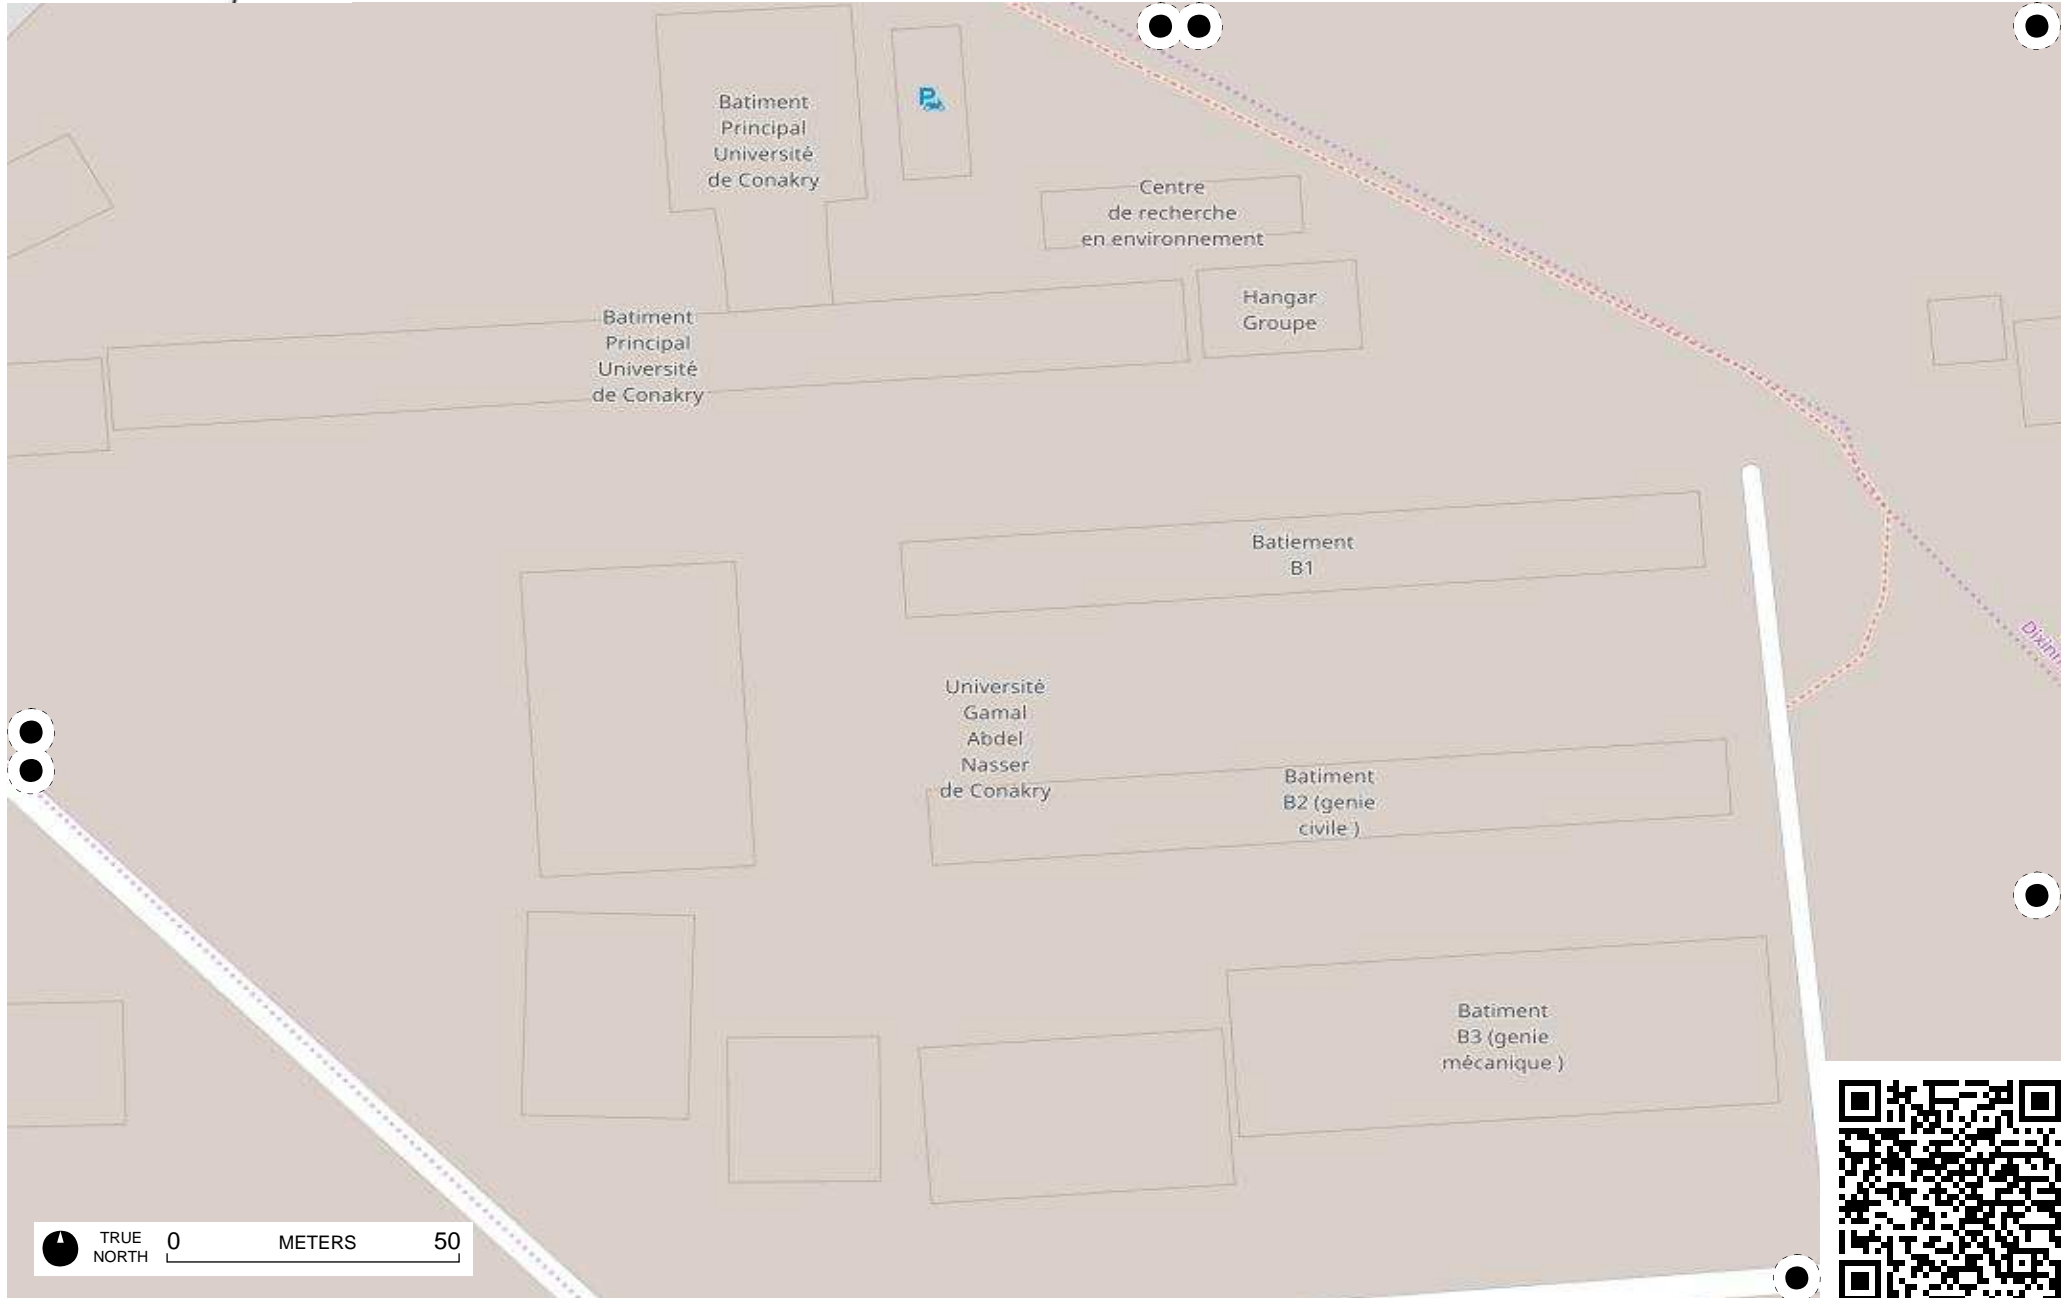 Batiment
Principal
Université
de Conakry
Centre
de recherche
en environnement
Hangar
Groupe
Batiment
Principal
Université
de Conakry
Batiement
B1
Université
Gamal
Abdel
Nasser
de Conakry
Batiment
B2 (genie
civile )
Batiment
B3 (genie
mécanique )
TRUE
NORTH
0 METERS 50